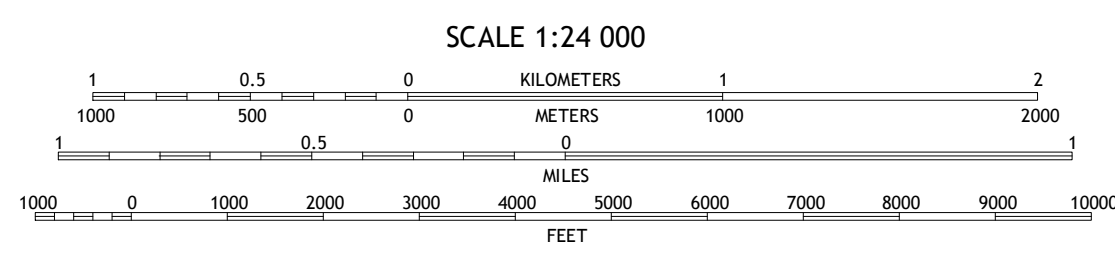 SCALE 1:24 000
1 0.5 0 KILOMETERS 1 2
1000 500 0 METERS 1000 2000
1 0.5 0 1
MILES
1000 0 1000 2000 3000 4000 5000 6000 7000 8000 9000 10000
FEET